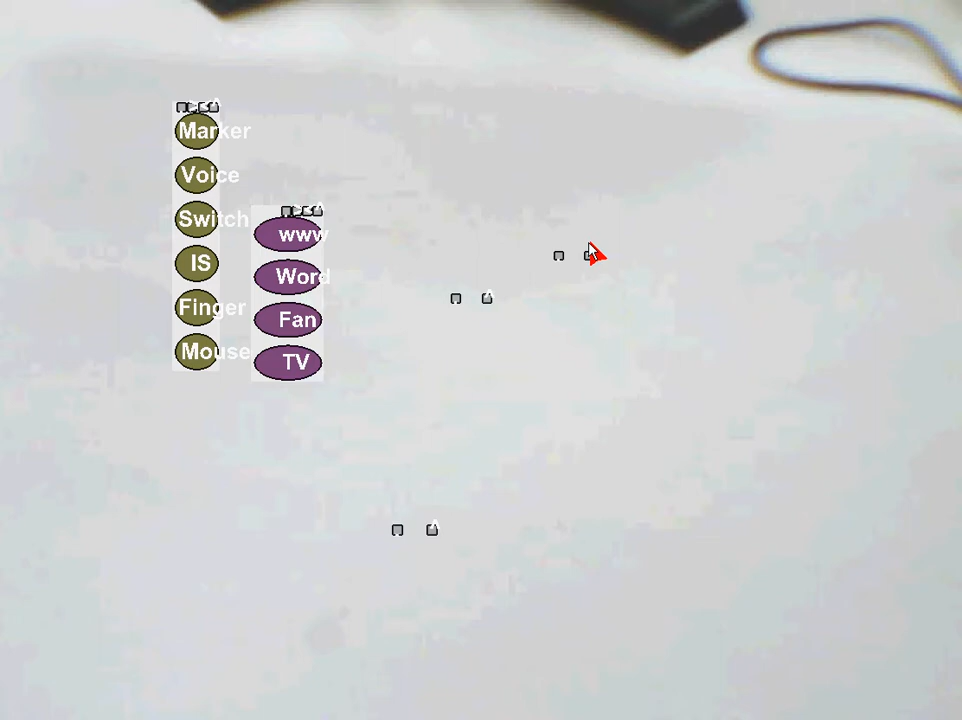 Marker
Voice
Switch
IS
Finger
Mouse
www
Word
Fan
TV